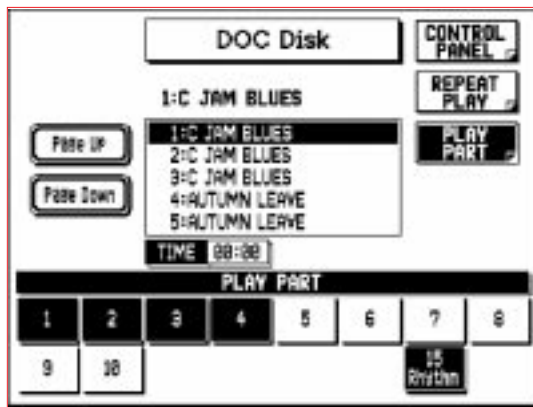 DOC Disk
CONTROL
PANEL
1:C JAM BLUES
REPEAT
PLAY
Page UP
1:C JAM BLUES
2:C JAM BLUES
3:C JAM BLUES
4:AUTUMN LEAVE
5:AUTUMN LEAVE
PLAY
PART
Page Down
TIME 00:00
PLAY PART
1 2 3 4 5 6 7 8
9 10 15
Rhythm